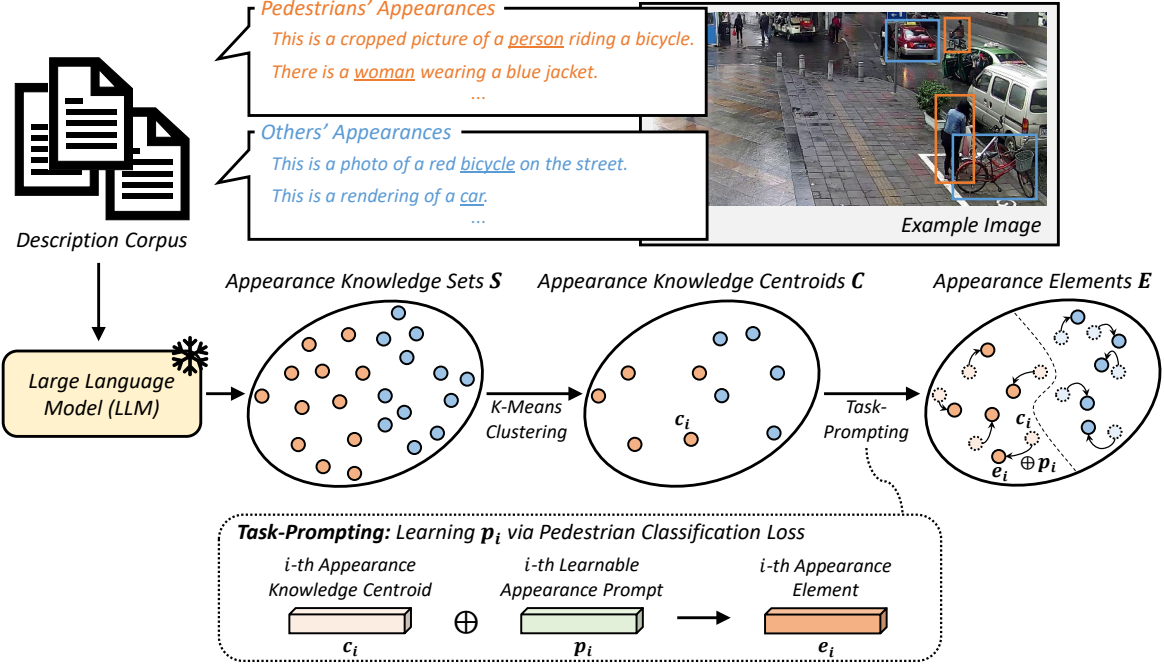 Pedestrians' Appearances
This is a cropped picture of a person riding a bicycle.
There is a woman wearing a blue jacket.
...
Others' Appearances
This is a photo of a red bicycle on the street.
This is a rendering of a car.
...
Example Image
Description Corpus
Large Language
Model (LLM)
Appearance Knowledge Sets S
K-Means
Clustering
Appearance Knowledge Centroids C
c_i
Task-
Prompting
Appearance Elements E
c_i
e_i ⊕ p_i
Task-Prompting: Learning p_i via Pedestrian Classification Loss
i-th Appearance
Knowledge Centroid
c_i
⊕
i-th Learnable
Appearance Prompt
p_i
i-th Appearance
Element
e_i